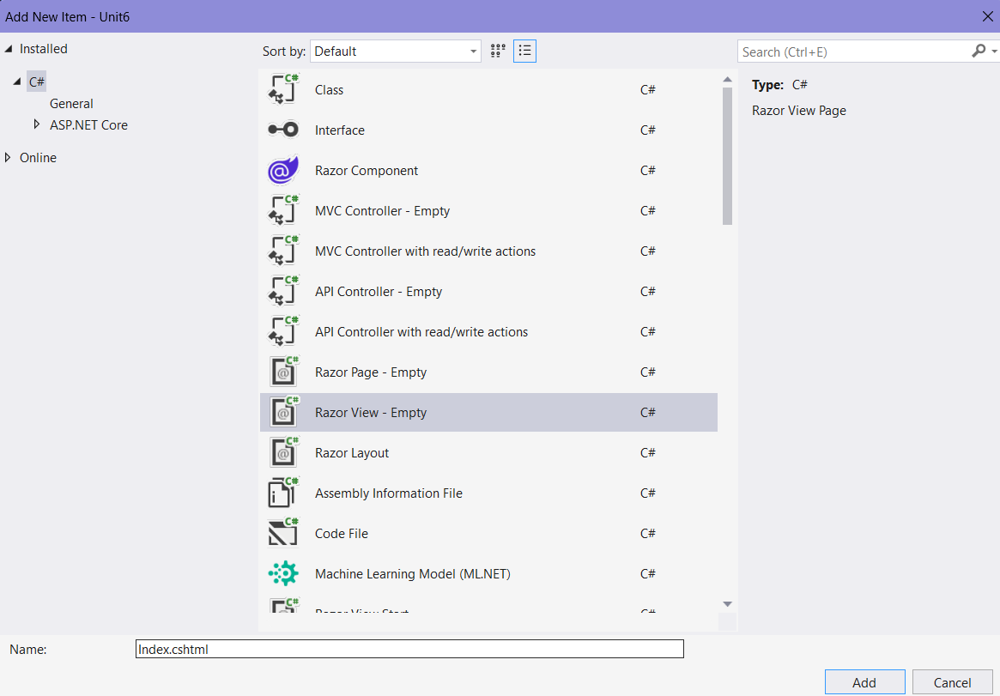 Add New Item - Unit6
Installed
C#
General
ASP.NET Core
Online
Sort by: Default
Search (Ctrl+E)
Class C#
Interface C#
Razor Component C#
MVC Controller - Empty C#
MVC Controller with read/write actions C#
API Controller - Empty C#
API Controller with read/write actions C#
Razor Page - Empty C#
Razor View - Empty C#
Razor Layout C#
Assembly Information File C#
Code File C#
Machine Learning Model (ML.NET) C#
Razor View Start C#
Type: C#
Razor View Page
Name: Index.cshtml
Add Cancel